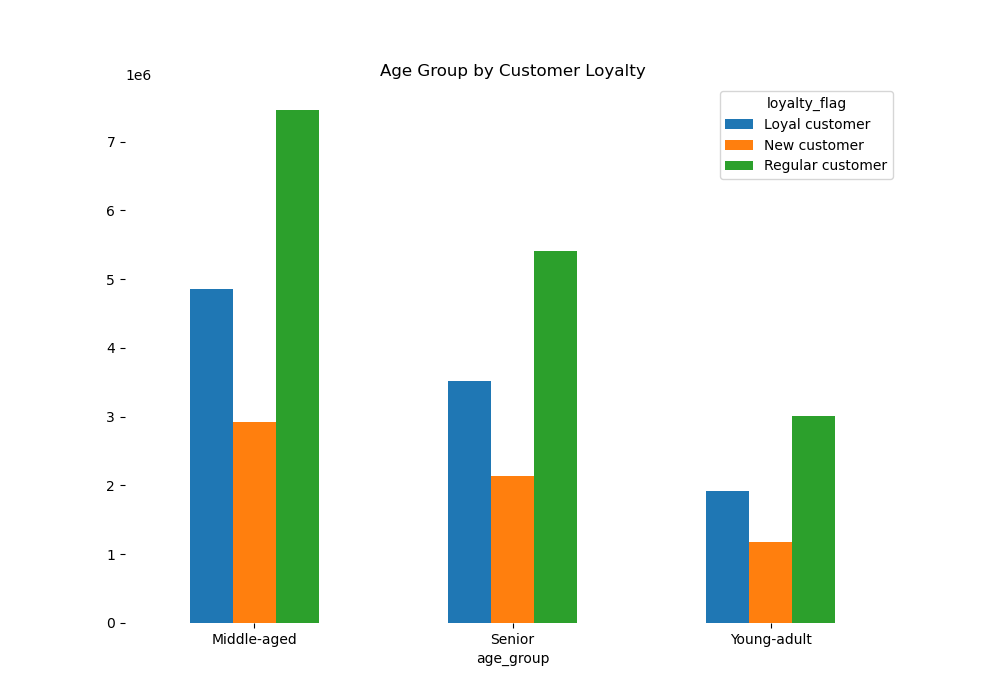 Age Group by Customer Loyalty
1e6
loyalty_flag
Loyal customer
New customer
Regular customer
7
6
5
4
3
2
1
0
Middle-aged
Senior
Young-adult
age_group